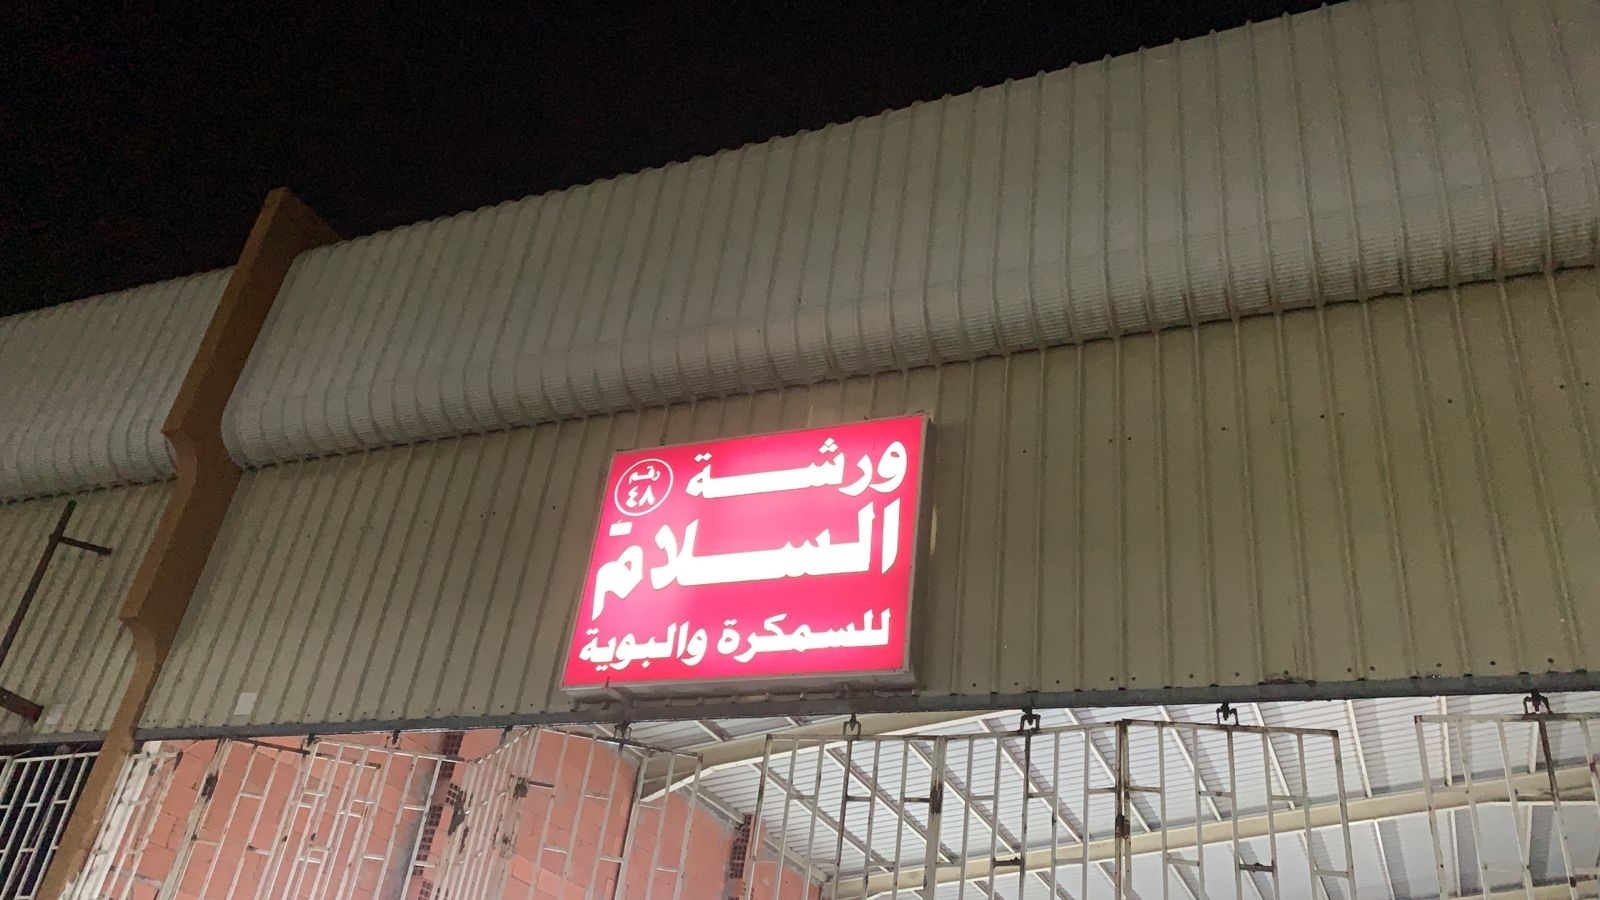 ورشة
رقم
٤٨
السلام
للسمكرة والبوية